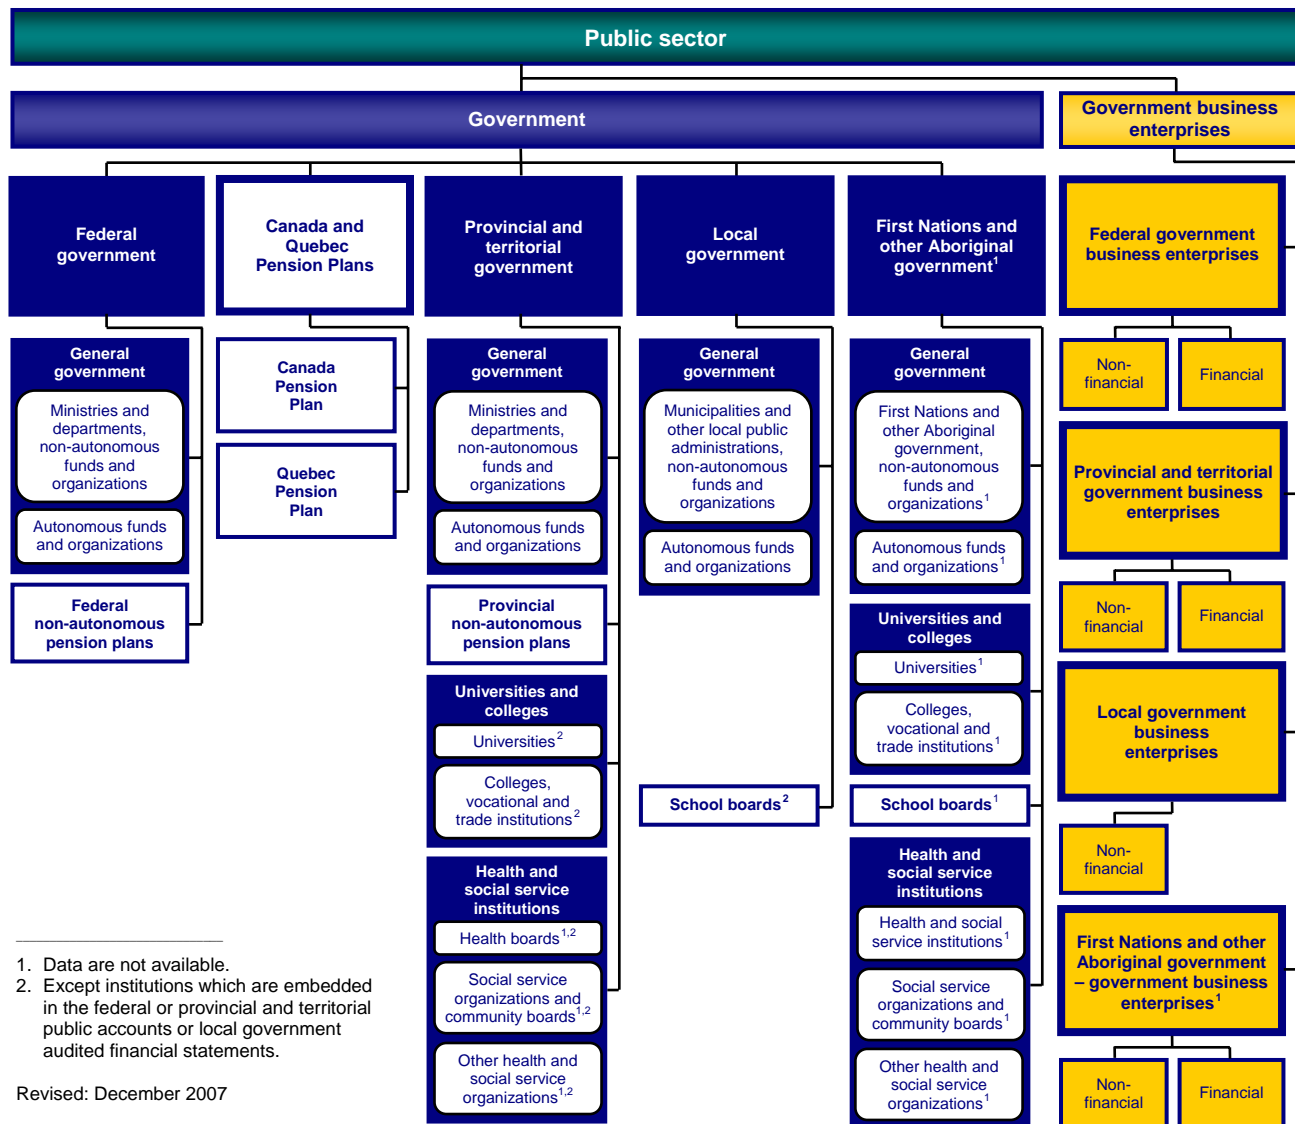 Public sector
Government
Government business
enterprises
Federal
government
Canada and
Quebec
Pension Plans
Provincial and
territorial
government
Local
government
First Nations and
other Aboriginal
government1
Federal government
business enterprises
General
government
Ministries and
departments,
non-autonomous
funds and
organizations
Autonomous funds
and organizations
Federal
non-autonomous
pension plans
Canada
Pension
Plan
Quebec
Pension
Plan
General
government
Ministries and
departments,
non-autonomous
funds and
organizations
Autonomous funds
and organizations
Provincial
non-autonomous
pension plans
Universities and
colleges
Universities2
Colleges,
vocational and
trade institutions2
Health and
social service
institutions
Health boards1,2
Social service
organizations and
community boards1,2
Other health and
social service
organizations1,2
General
government
Municipalities and
other local public
administrations,
non-autonomous
funds and
organizations
Autonomous funds
and organizations
School boards2
General
government
First Nations and
other Aboriginal
government,
non-autonomous
funds and
organizations1
Autonomous funds
and organizations1
Universities and
colleges
Universities1
Colleges,
vocational and
trade institutions1
School boards1
Health and
social service
institutions
Health and social
service institutions1
Social service
organizations and
community boards1
Other health and
social service
organizations1
Non-
financial
Financial
Provincial and territorial
government business
enterprises
Non-
financial
Financial
Local government
business
enterprises
Non-
financial
First Nations and other
Aboriginal government
– government business
enterprises1
Non-
financial
Financial
1. Data are not available.
2. Except institutions which are embedded
in the federal or provincial and territorial
public accounts or local government
audited financial statements.
Revised: December 2007